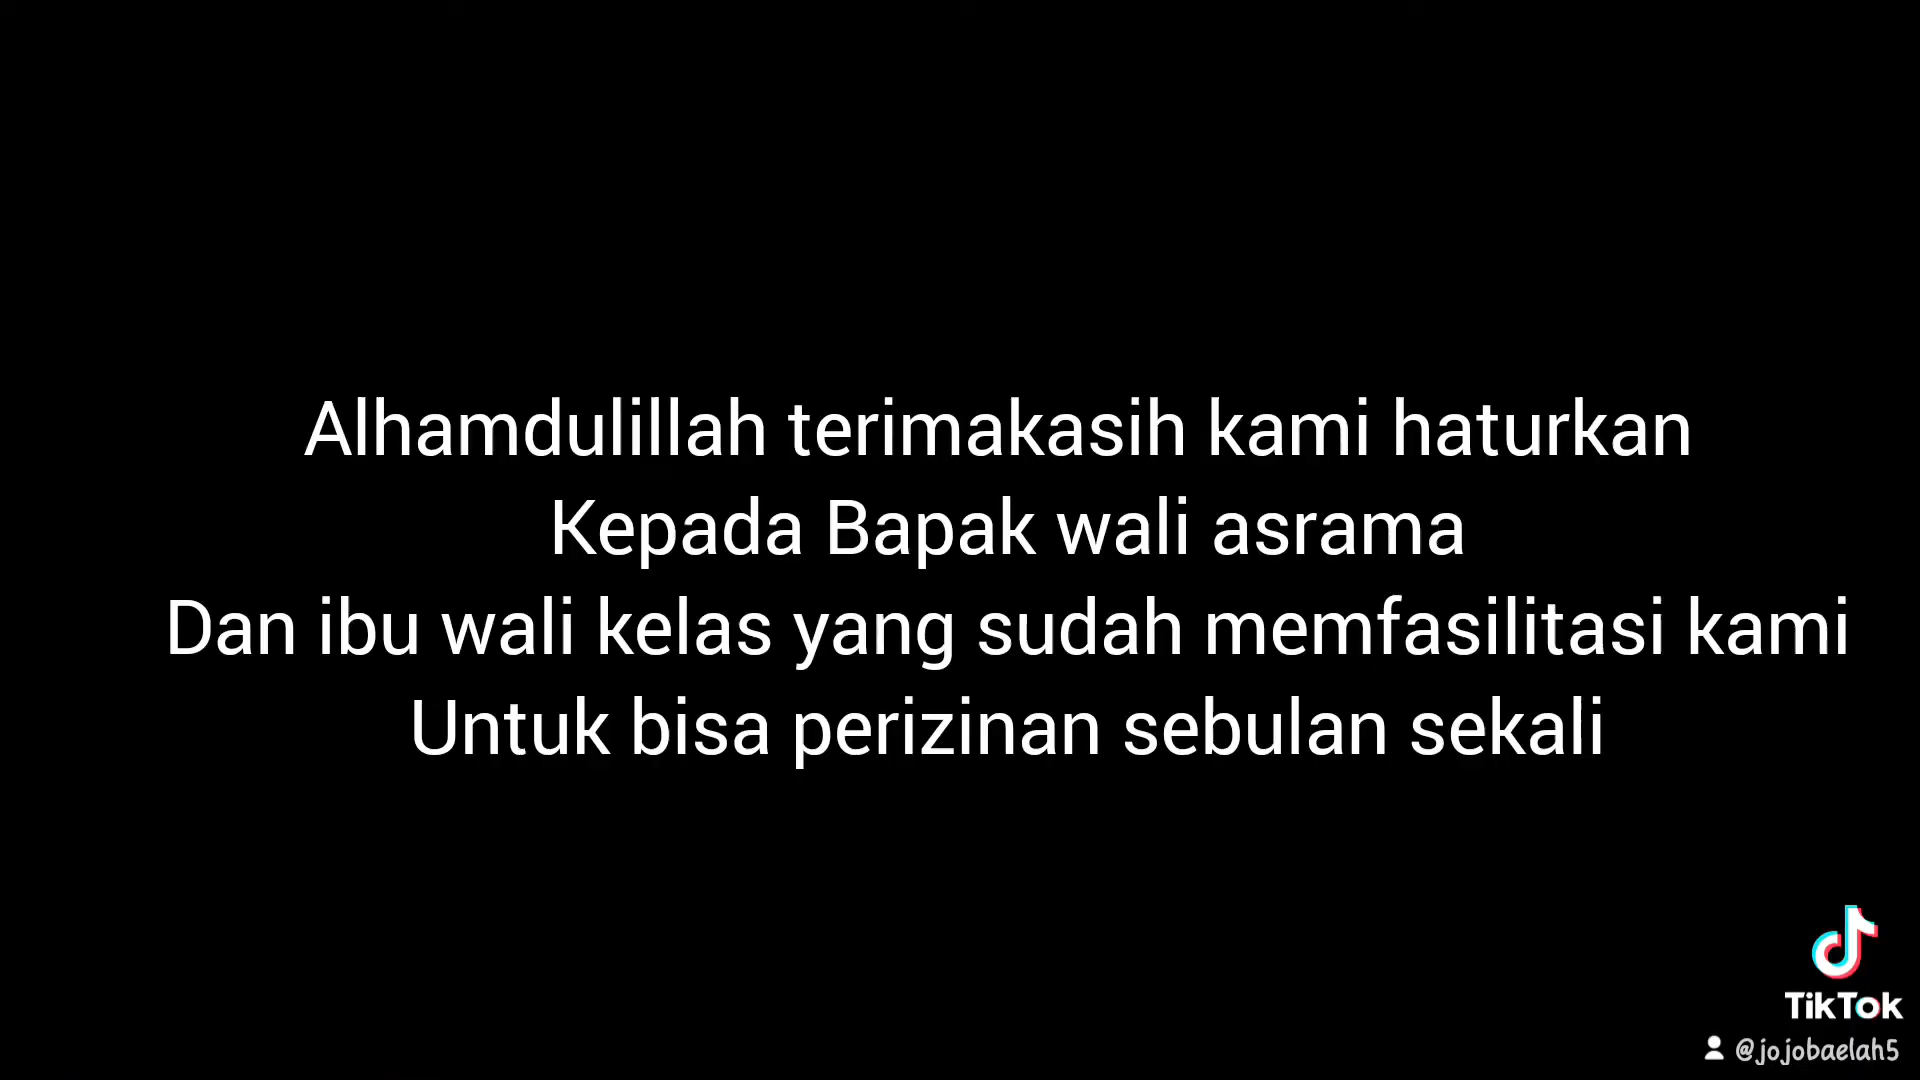 Alhamdulillah terimakasih kami haturkan
Kepada Bapak wali asrama
Dan ibu wali kelas yang sudah memfasilitasi kami
Untuk bisa perizinan sebulan sekali
TikTok
@jojobaelah5